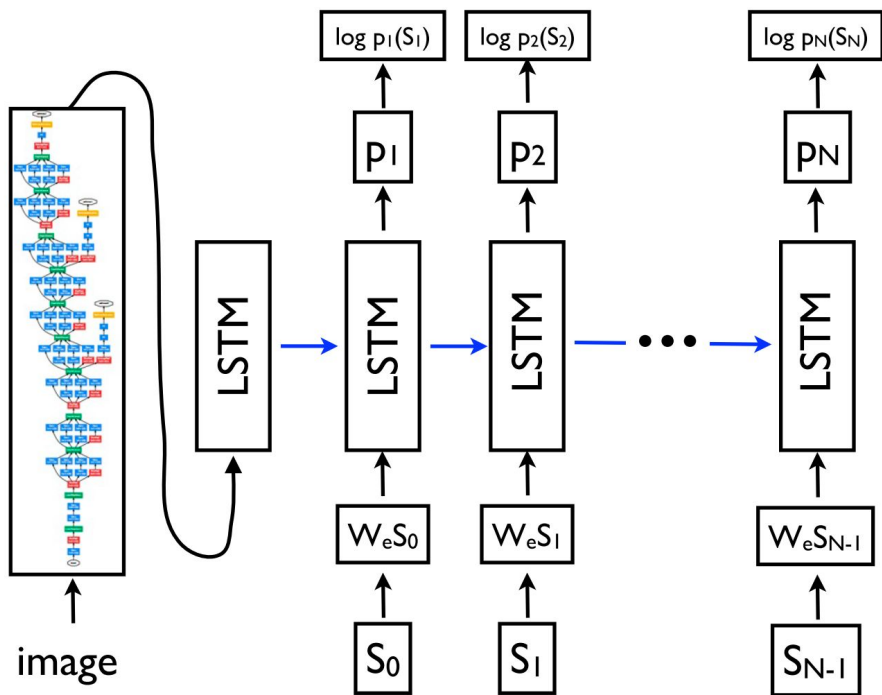 log p₁(S₁) log p₂(S₂) log pN(SN)
p₁ p₂ pN
LSTM LSTM LSTM LSTM
WeS₀ WeS₁ WeSN-1
image S₀ S₁ SN-1